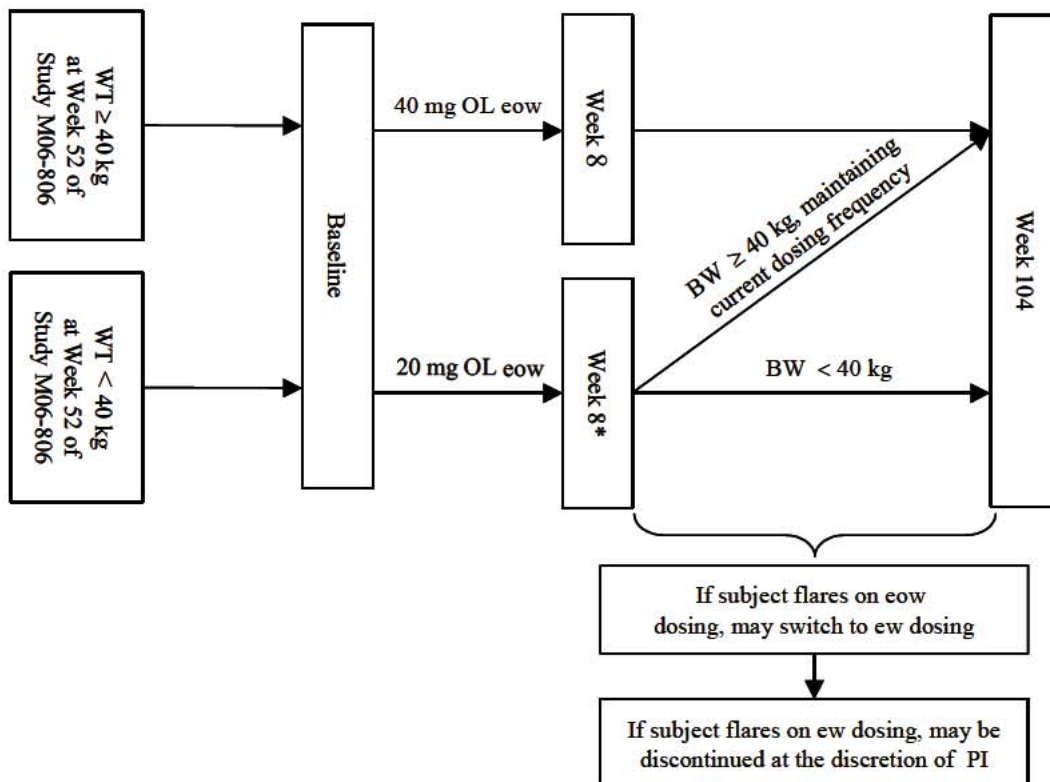 WT ≥ 40 kg
at Week 52 of
Study M06-806
WT < 40 kg
at Week 52 of
Study M06-806
Baseline
40 mg OL eow
20 mg OL eow
Week 8
Week 8*
BW ≥ 40 kg, maintaining
current dosing frequency
BW < 40 kg
Week 104
If subject flares on eow
dosing, may switch to ew dosing
If subject flares on ew dosing, may be
discontinued at the discretion of PI